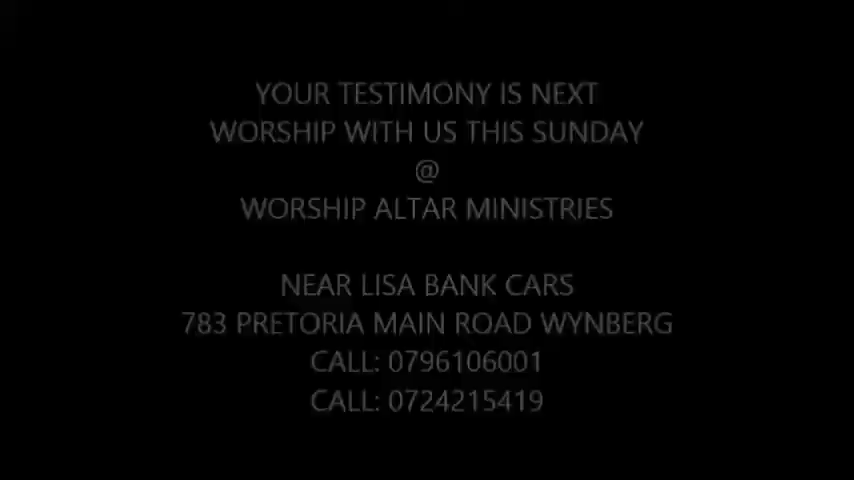 YOUR TESTIMONY IS NEXT
WORSHIP WITH US THIS SUNDAY
@
WORSHIP ALTAR MINISTRIES
NEAR LISA BANK CARS
783 PRETORIA MAIN ROAD WYNBERG
CALL: 0796106001
CALL: 0724215419